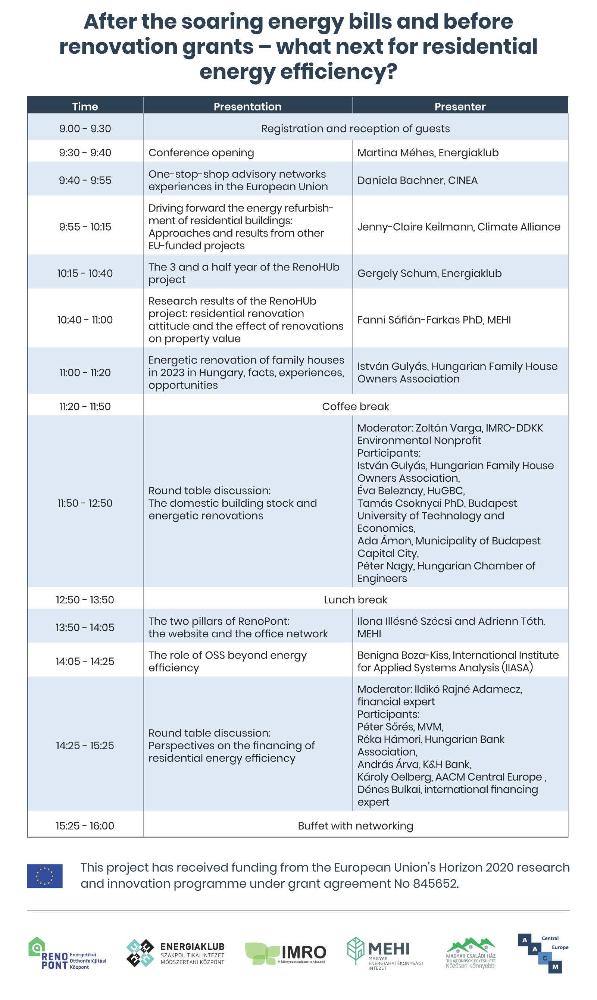 After the soaring energy bills and before
renovation grants – what next for residential
energy efficiency?
Time Presentation Presenter
9.00 - 9.30 Registration and reception of guests
9:30 - 9:40 Conference opening Martina Méhes, Energiaklub
9:40 - 9:55
One-stop-shop advisory networks
experiences in the European Union
Daniela Bachner, CINEA
9:55 - 10:15
Driving forward the energy refurbish-
ment of residential buildings:
Approaches and results from other
EU-funded projects
Jenny-Claire Keilmann, Climate Alliance
10:15 - 10:40
The 3 and a half year of the RenoHUb
project
Gergely Schum, Energiaklub
10:40 - 11:00
Research results of the RenoHUb
project: residential renovation
attitude and the effect of renovations
on property value
Fanni Sáfián-Farkas PhD, MEHI
11:00 - 11:20
Energetic renovation of family houses
in 2023 in Hungary, facts, experiences,
opportunities
István Gulyás, Hungarian Family House
Owners Association
11:20 - 11:50 Coffee break
11:50 - 12:50
Round table discussion:
The domestic building stock and
energetic renovations
Moderator: Zoltán Varga, IMRO-DDKK
Environmental Nonprofit
Participants:
István Gulyás, Hungarian Family House
Owners Association,
Éva Beleznay, HuGBC,
Tamás Csoknyai PhD, Budapest
University of Technology and
Economics,
Ada Ámon, Municipality of Budapest
Capital City,
Péter Nagy, Hungarian Chamber of
Engineers
12:50 - 13:50 Lunch break
13:50 - 14:05
The two pillars of RenoPont:
the website and the office network
Ilona Illésné Szécsi and Adrienn Tóth,
MEHI
14:05 - 14:25
The role of OSS beyond energy
efficiency
Benigna Boza-Kiss, International Institute
for Applied Systems Analysis (IIASA)
14:25 - 15:25
Round table discussion:
Perspectives on the financing of
residential energy efficiency
Moderator: Ildikó Rajné Adamecz,
financial expert
Participants:
Péter Sőrés, MVM,
Réka Hámori, Hungarian Bank
Association,
András Árva, K&H Bank,
Károly Oelberg, AACM Central Europe ,
Dénes Bulkai, international financing
expert
15:25 - 16:00 Buffet with networking
This project has received funding from the European Union's Horizon 2020 research
and innovation programme under grant agreement No 845652.
RENO
PONT
Energetikai
Otthonfelújítási
Központ
ENERGIAKLUB
SZAKPOLITIKAI INTÉZET
MÓDSZERTANI KÖZPONT
IMRO
A környezettudatos tanácsadó
MEHI
MAGYAR
ENERGIAHATÉKONYSÁGI
INTÉZET
MAGYAR CSALÁDI HÁZ
TULAJDONOSOK EGYESÜLETE
Közösen könnyebb!
A A C M
Central
Europe